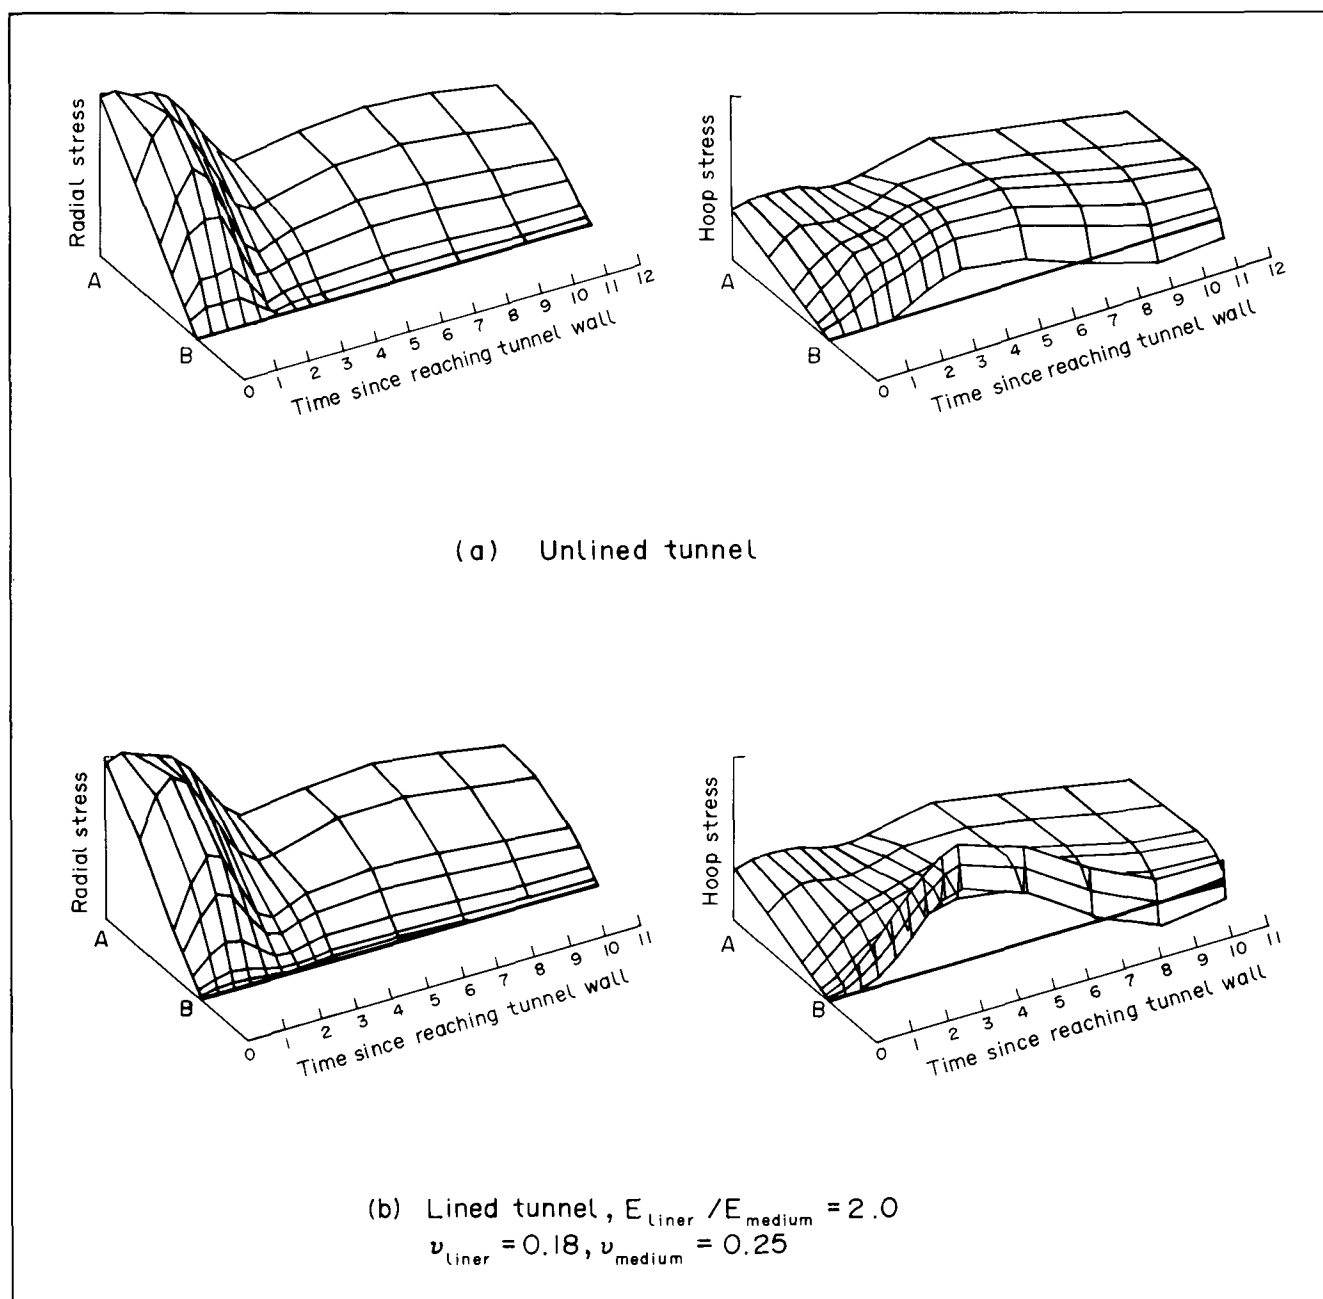 Radial stress
A
B
0 1 2 3 4 5 6 7 8 9 10 11 12
Time since reaching tunnel wall
Hoop stress
A
B
0 1 2 3 4 5 6 7 8 9 10 11 12
Time since reaching tunnel wall
(a) Unlined tunnel
Radial stress
A
B
0 1 2 3 4 5 6 7 8 9 10 11
Time since reaching tunnel wall
Hoop stress
A
B
0 1 2 3 4 5 6 7 8 9 10 11
Time since reaching tunnel wall
(b) Lined tunnel, E liner / E medium = 2.0
ν liner = 0.18, ν medium = 0.25